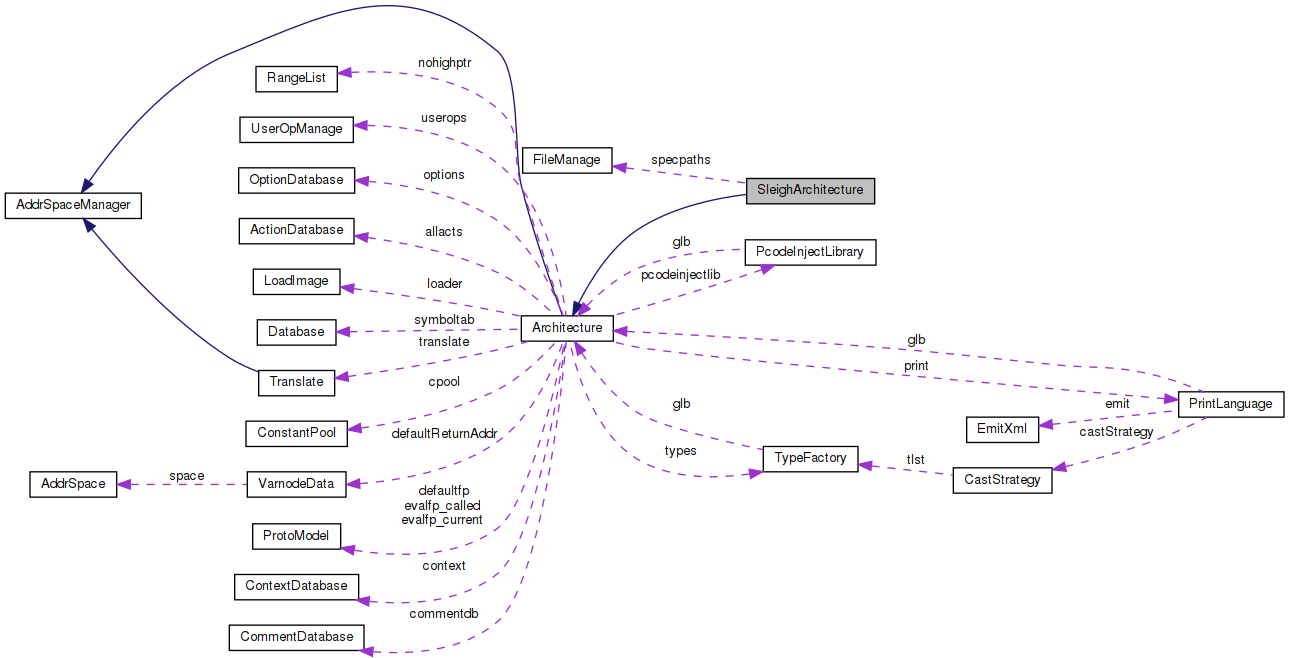 nohighptr
RangeList
userops
UserOpManage
FileManage
specpaths
options
OptionDatabase
SleighArchitecture
AddrSpaceManager
ActionDatabase
allacts
glb
PcodeInjectLibrary
LoadImage
loader
pcodeinjectlib
Database
symboltab
Architecture
translate
glb
Translate
cpool
print
glb
emit
PrintLanguage
ConstantPool
defaultReturnAddr
EmitXml
castStrategy
types
TypeFactory
tlst
AddrSpace
space
VarnodeData
CastStrategy
defaultfp
evalfp_called
evalfp_current
ProtoModel
context
ContextDatabase
commentdb
CommentDatabase